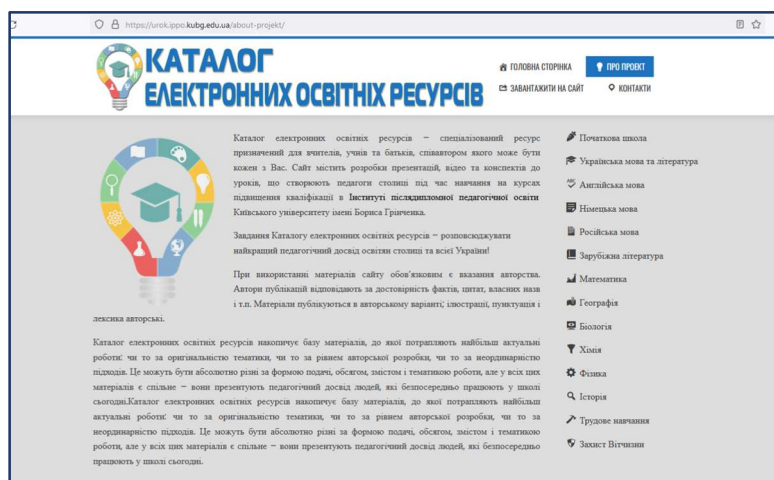 https://urok.ippo.kubg.edu.ua/about-projekt/
КАТАЛОГ
ЕЛЕКТРОННИХ ОСВІТНІХ РЕСУРСІВ
ГОЛОВНА СТОРІНКА
ПРО ПРОЕКТ
ЗАВАНТАЖИТИ НА САЙТ
КОНТАКТИ
Каталог електронних освітніх ресурсів – спеціалізований ресурс
призначений для вчителів, учнів та батьків, співавтором якого може бути
кожен з Вас. Сайт містить розробки презентацій, відео та конспектів до
уроків, що створюють педагоги столиці під час навчання на курсах
підвищення кваліфікації в Інституті післядипломної педагогічної освіти
Київського університету імені Бориса Грінченка.
Завдання Каталогу електронних освітніх ресурсів – розповсюджувати
найкращий педагогічний досвід освітян столиці та всієї України!
При використанні матеріалів сайту обов'язковим є вказання авторства.
Автори публікацій відповідають за достовірність фактів, цитат, власних назв
і т.п. Матеріали публікуються в авторському варіанті; ілюстрації, пунктуація і
лексика авторські.
Каталог електронних освітніх ресурсів накопичує базу матеріалів, до якої потрапляють найбільш актуальні
роботи: чи то за оригінальністю тематики, чи то за рівнем авторської розробки, чи то за неординарністю
підходів. Це можуть бути абсолютно різні за формою подачі, обсягом, змістом і тематикою роботи, але у всіх цих
матеріалів є спільне – вони презентують педагогічний досвід людей, які безпосередньо працюють у школі
сьогодні.Каталог електронних освітніх ресурсів накопичує базу матеріалів, до якої потрапляють найбільш
актуальні роботи: чи то за оригінальністю тематики, чи то за рівнем авторської розробки, чи то за
неординарністю підходів. Це можуть бути абсолютно різні за формою подачі, обсягом, змістом і тематикою
роботи, але у всіх цих матеріалів є спільне – вони презентують педагогічний досвід людей, які безпосередньо
працюють у школі сьогодні.
Початкова школа
Українська мова та література
Англійська мова
Німецька мова
Російська мова
Зарубіжна література
Математика
Географія
Біологія
Хімія
Фізика
Історія
Трудове навчання
Захист Вітчизни